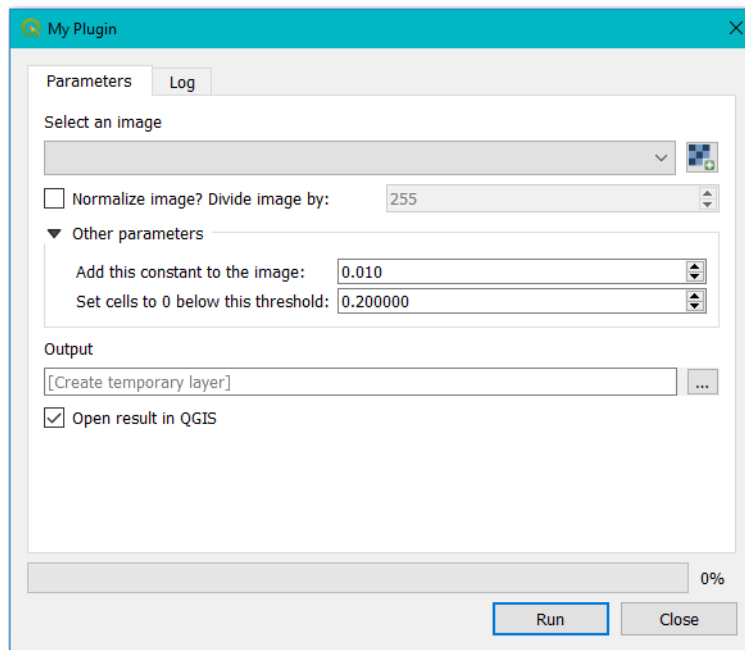 My Plugin
Parameters Log
Select an image
Normalize image? Divide image by: 255
Other parameters
Add this constant to the image: 0.010
Set cells to 0 below this threshold: 0.200000
Output
[Create temporary layer] ...
Open result in QGIS
0%
Run Close